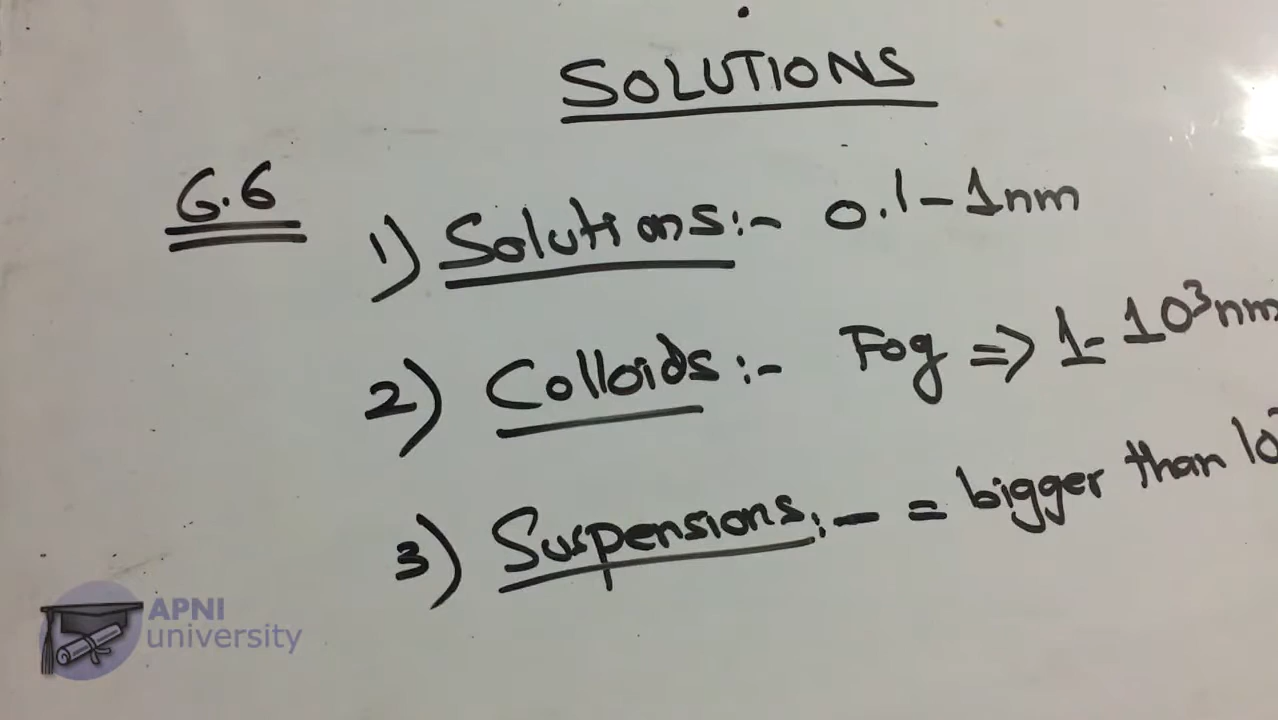 SOLUTIONS
6.6
1) Solutions:- 0.1-1nm
2) Colloids:- Fog => 1-10³nm
3) Suspensions:- = bigger than 10
APNI
university